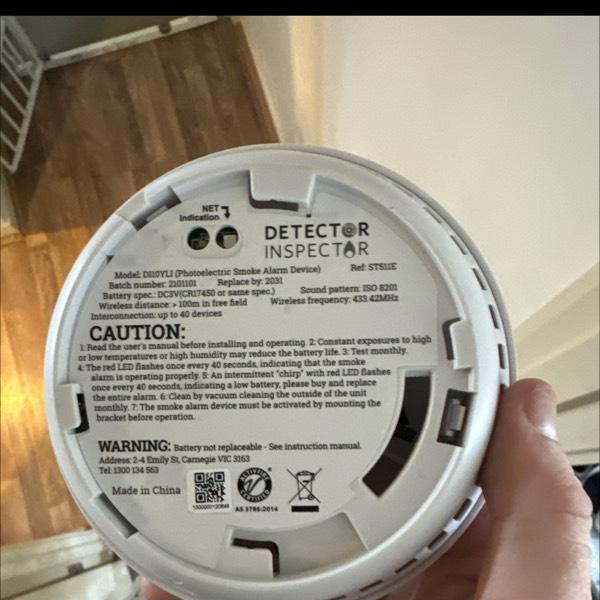 NET
Indication
DETECTOR
INSPECTOR
Model: DI10YLI (Photoelectric Smoke Alarm Device) Ref: ST511E
Batch number: 2101101 Replace by: 2031
Battery spec.: DC3V(CR17450 or same spec.) Sound pattern: ISO 8201
Wireless distance: > 100m in free field Wireless frequency: 433.42MHz
Interconnection: up to 40 devices
CAUTION:
1: Read the user's manual before installing and operating. 2: Constant exposures to high
or low temperatures or high humidity may reduce the battery life. 3: Test monthly.
4: The red LED flashes once every 40 seconds, indicating that the smoke
alarm is operating properly. 5: An intermittent "chirp" with red LED flashes
once every 40 seconds, indicating a low battery, please buy and replace
the entire alarm. 6: Clean by vacuum cleaning the outside of the unit
monthly. 7: The smoke alarm device must be activated by mounting the
bracket before operation.
WARNING: Battery not replaceable - See instruction manual.
Address: 2-4 Emily St, Carnegie VIC 3163
Tel: 1300 134 563
Made in China
ACTIVFIRE
CERTIFIED
AS 3786:2014